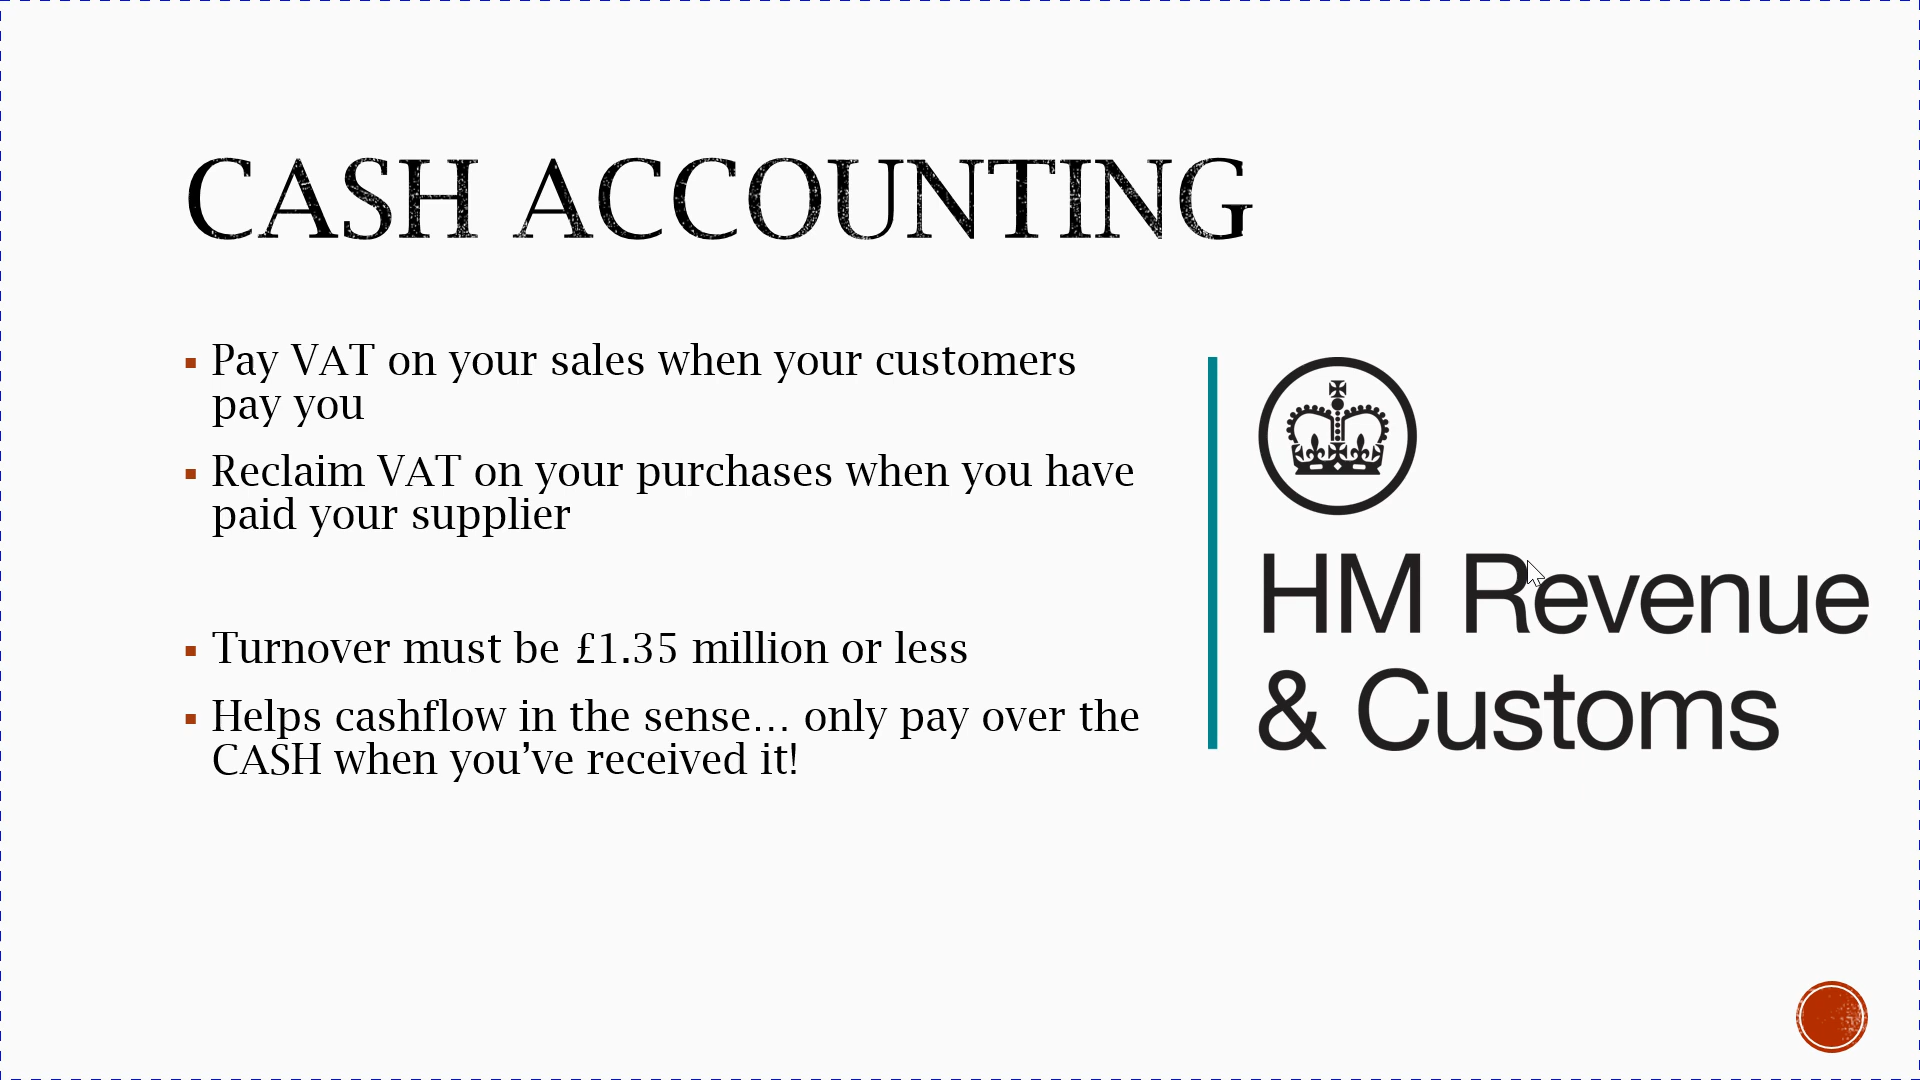 CASH ACCOUNTING
▪ Pay VAT on your sales when your customers
pay you
▪ Reclaim VAT on your purchases when you have
paid your supplier
▪ Turnover must be £1.35 million or less
▪ Helps cashflow in the sense… only pay over the
CASH when you’ve received it!
HM Revenue
& Customs